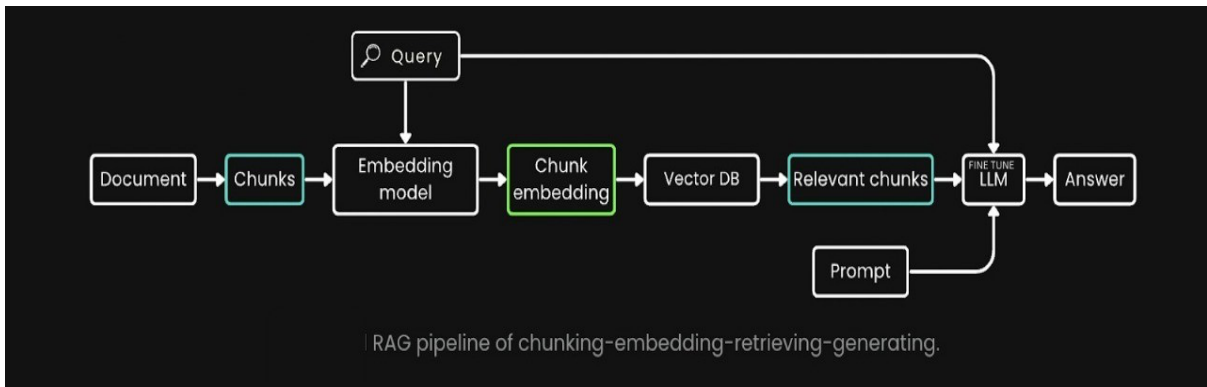 Query
Document
Chunks
Embedding
model
Chunk
embedding
Vector DB
Relevant chunks
FINE TUNE
LLM
Answer
Prompt
RAG pipeline of chunking-embedding-retrieving-generating.